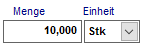 Menge Einheit
10,000 Stk